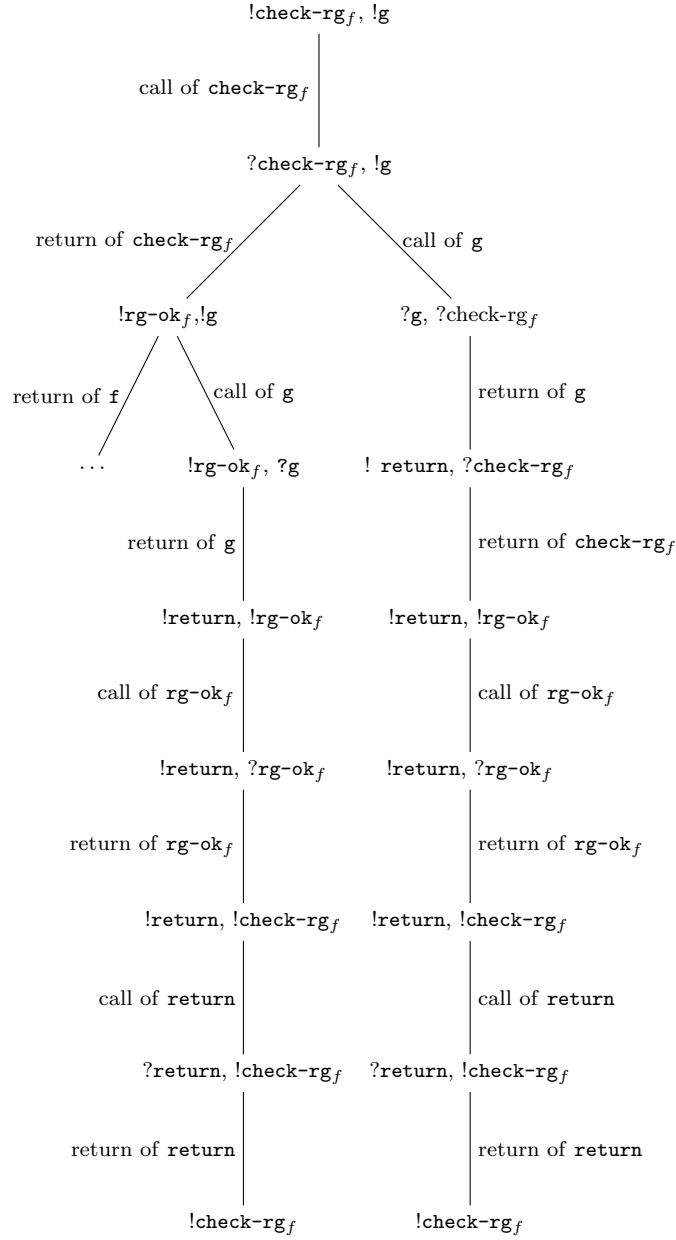 !check-rg_f, !g
call of check-rg_f
?check-rg_f, !g
return of check-rg_f call of g
!rg-ok_f,!g ?g, ?check-rg_f
return of f call of g return of g
... !rg-ok_f, ?g ! return, ?check-rg_f
return of g return of check-rg_f
!return, !rg-ok_f !return, !rg-ok_f
call of rg-ok_f call of rg-ok_f
!return, ?rg-ok_f !return, ?rg-ok_f
return of rg-ok_f return of rg-ok_f
!return, !check-rg_f !return, !check-rg_f
call of return call of return
?return, !check-rg_f ?return, !check-rg_f
return of return return of return
!check-rg_f !check-rg_f